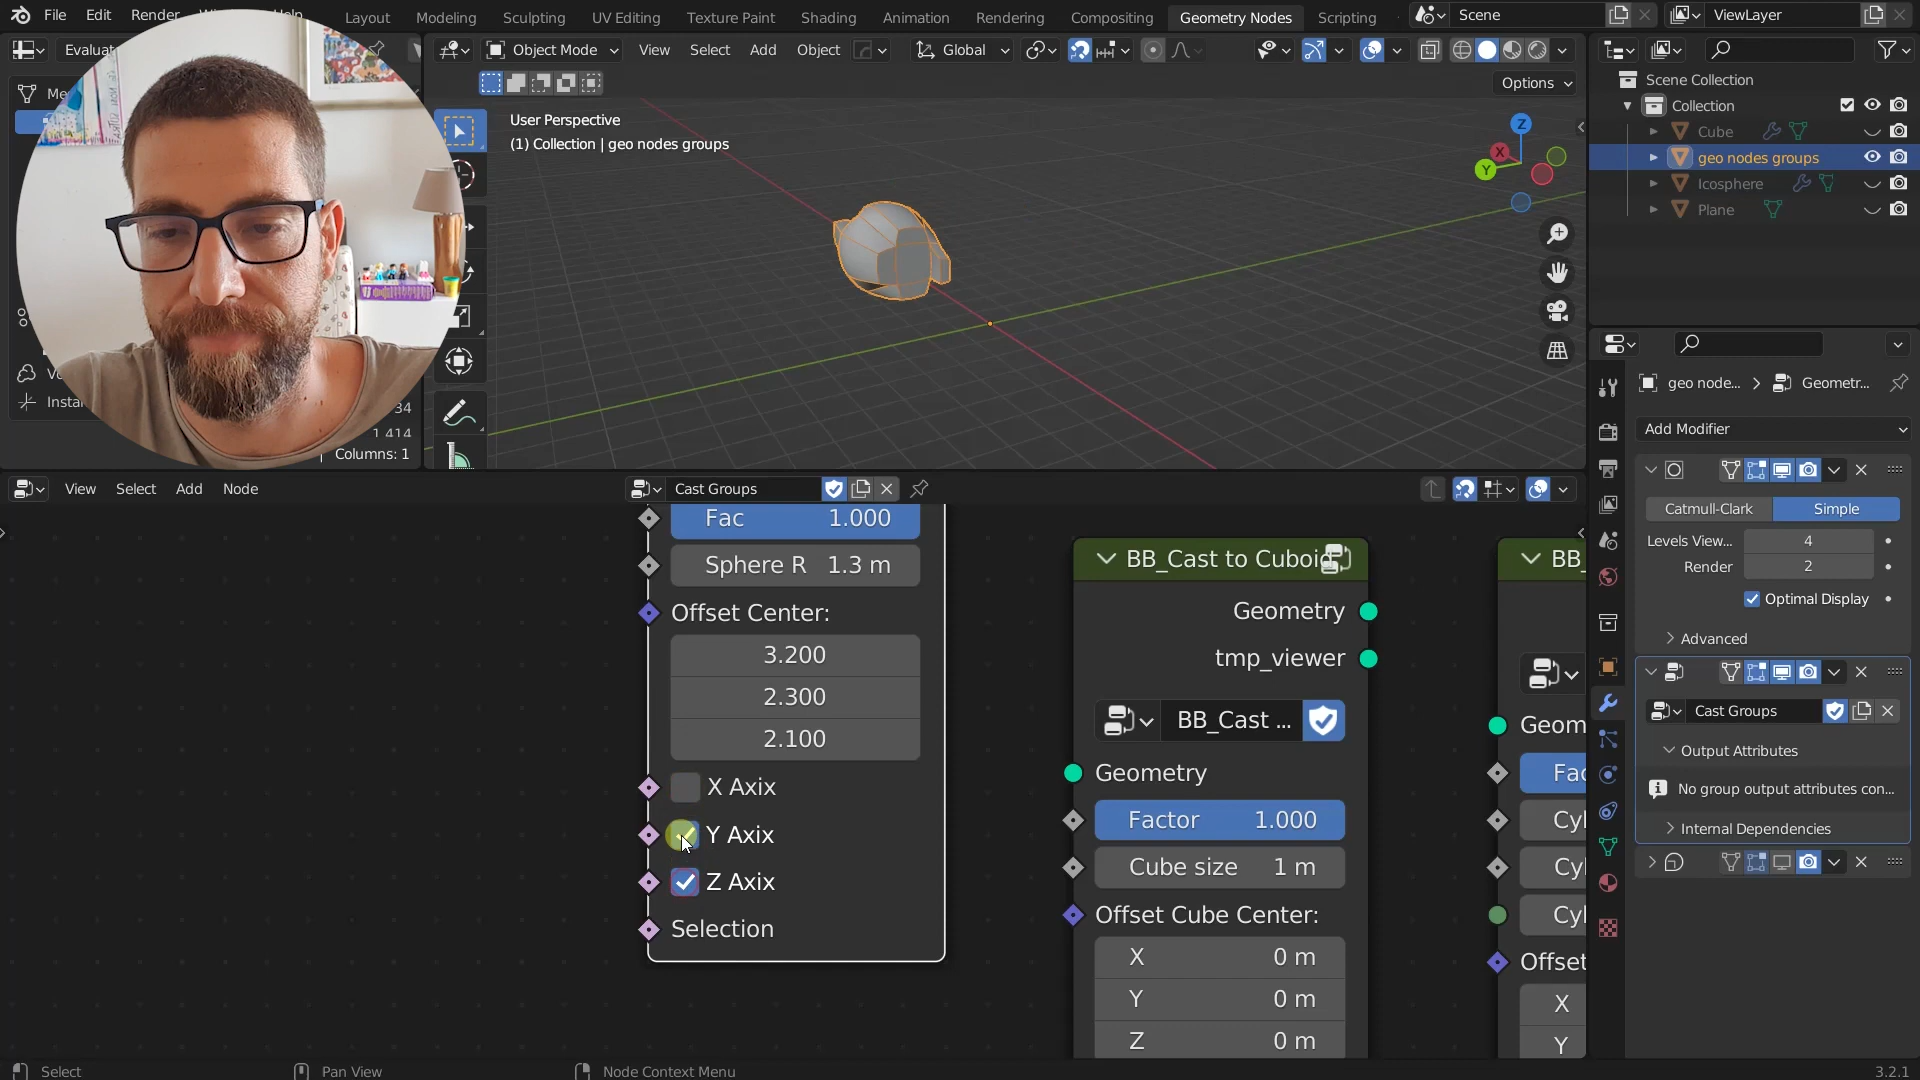 File Edit Render Help
Layout Modeling Sculpting UV Editing Texture Paint Shading Animation Rendering Compositing Geometry Nodes Scripting
Scene
ViewLayer
Object Mode View Select Add Object Global
Options
User Perspective
(1) Collection | geo nodes groups
Z
X
Y
34
1,414
Columns: 1
Scene Collection
Collection
Cube
geo nodes groups
Icosphere
Plane
geo node... Geometr...
Add Modifier
Catmull-Clark Simple
Levels View... 4
Render 2
Optimal Display
Advanced
Cast Groups
Output Attributes
No group output attributes con...
Internal Dependencies
View Select Add Node
Cast Groups
Fac 1.000
Sphere R 1.3 m
Offset Center:
3.200
2.300
2.100
X Axix
Y Axix
Z Axix
Selection
BB_Cast to Cuboid
Geometry
tmp_viewer
BB_Cast ...
Geometry
Factor 1.000
Cube size 1 m
Offset Cube Center:
X 0 m
Y 0 m
Z 0 m
BB_
Geom
Fac
Cyl
Cyl
Cyl
Offset
X
Y
Select
Pan View
Node Context Menu
3.2.1